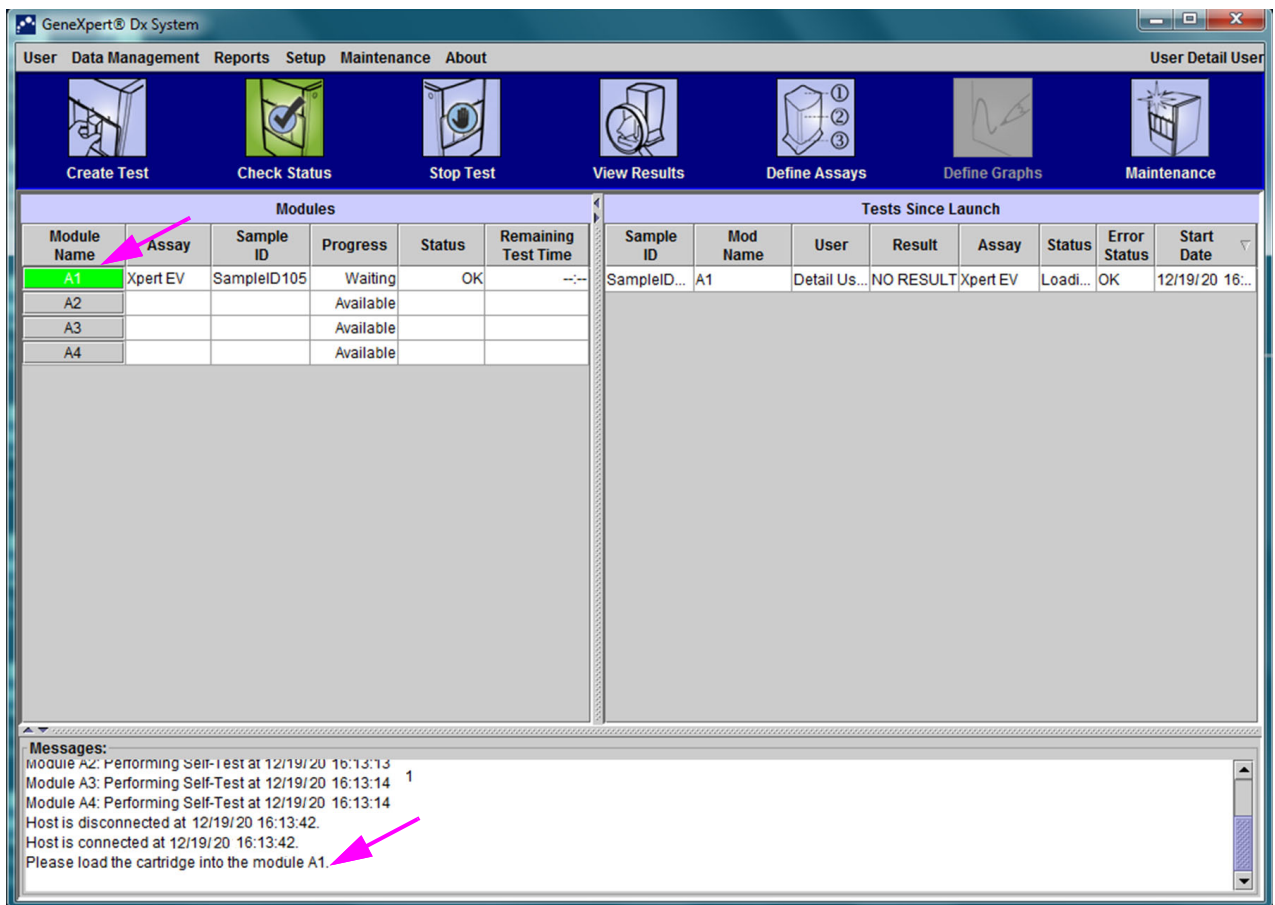 GeneXpert® Dx System
User Data Management Reports Setup Maintenance About User Detail User
Create Test Check Status Stop Test View Results Define Assays Define Graphs Maintenance
①
②
③
Modules
Module Name Assay Sample ID Progress Status Remaining Test Time
A1 Xpert EV SampleID105 Waiting OK --:--
A2 Available
A3 Available
A4 Available
Tests Since Launch
Sample ID Mod Name User Result Assay Status Error Status Start Date
SampleID... A1 Detail Us... NO RESULT Xpert EV Loadi... OK 12/19/20 16:..
Messages:
Module A2: Performing Self-Test at 12/19/20 16:13:13
Module A3: Performing Self-Test at 12/19/20 16:13:14 1
Module A4: Performing Self-Test at 12/19/20 16:13:14
Host is disconnected at 12/19/20 16:13:42.
Host is connected at 12/19/20 16:13:42.
Please load the cartridge into the module A1.